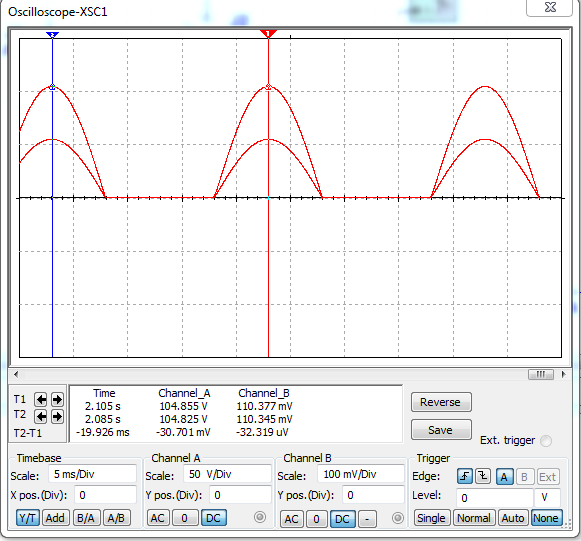 Oscilloscope-XSC1
2
1
T1
T2
T2-T1
Time Channel_A Channel_B
2.105 s 104.855 V 110.377 mV
2.085 s 104.825 V 110.345 mV
-19.926 ms -30.701 mV -32.319 uV
Reverse
Save
Ext. trigger
Timebase
Scale: 5 ms/Div
X pos.(Div): 0
Y/T Add B/A A/B
Channel A
Scale: 50 V/Div
Y pos.(Div): 0
AC 0 DC
Channel B
Scale: 100 mV/Div
Y pos.(Div): 0
AC 0 DC -
Trigger
Edge: A B Ext
Level: 0 V
Single Normal Auto None